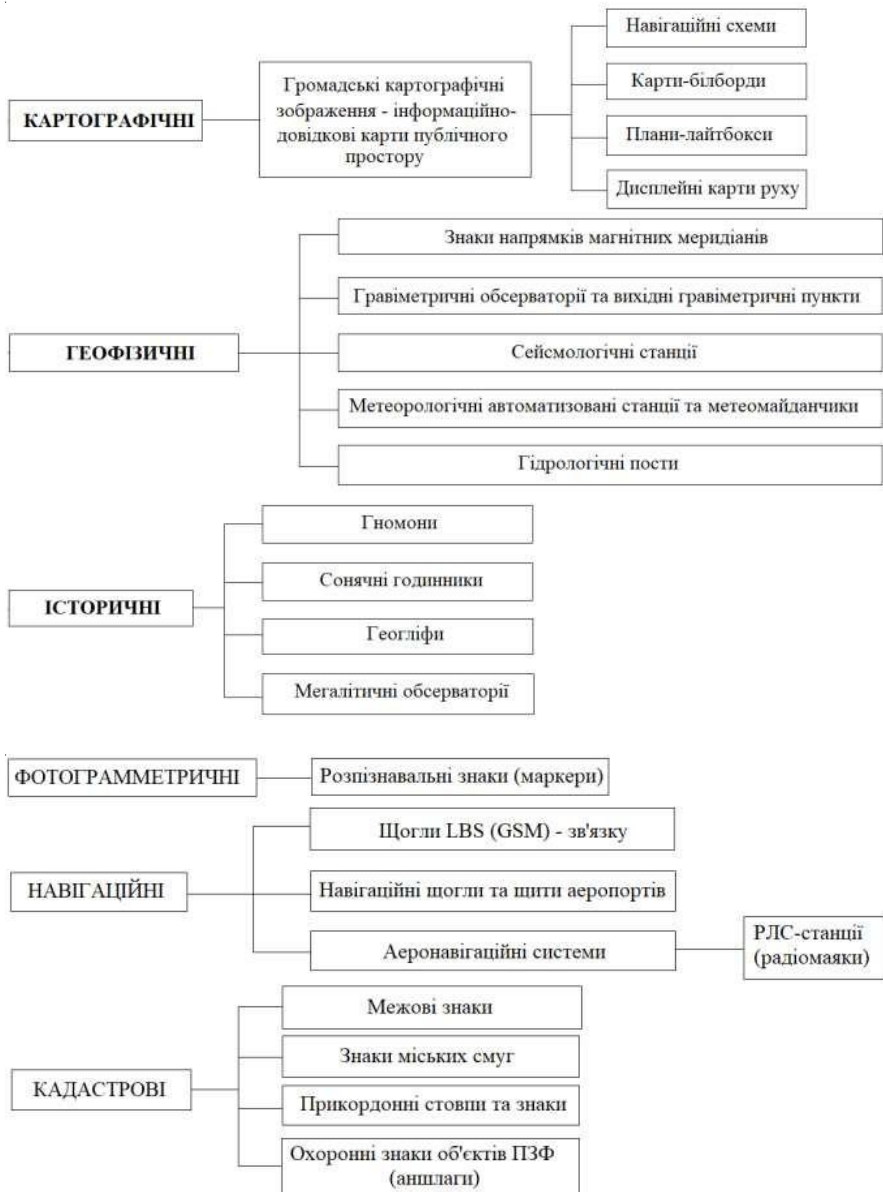 Навігаційні схеми
Громадські картографічні
зображення - інформаційно-
довідкові карти публічного
простору
Карти-білборди
КАРТОГРАФІЧНІ
Плани-лайтбокси
Дисплейні карти руху
Знаки напрямків магнітних меридіанів
Гравіметричні обсерваторії та вихідні гравіметричні пункти
ГЕОФІЗИЧНІ
Сейсмологічні станції
Метеорологічні автоматизовані станції та метеомайданчики
Гідрологічні пости
Гномони
Сонячні годинники
ІСТОРИЧНІ
Геогліфи
Мегалітичні обсерваторії
ФОТОГРАММЕТРИЧНІ
Розпізнавальні знаки (маркери)
Щогли LBS (GSM) - зв'язку
НАВІГАЦІЙНІ
Навігаційні щогли та щити аеропортів
Аеронавігаційні системи
РЛС-станції
(радіомаяки)
Межові знаки
Знаки міських смуг
КАДАСТРОВІ
Прикордонні стовпи та знаки
Охоронні знаки об'єктів ПЗФ
(аншлаги)